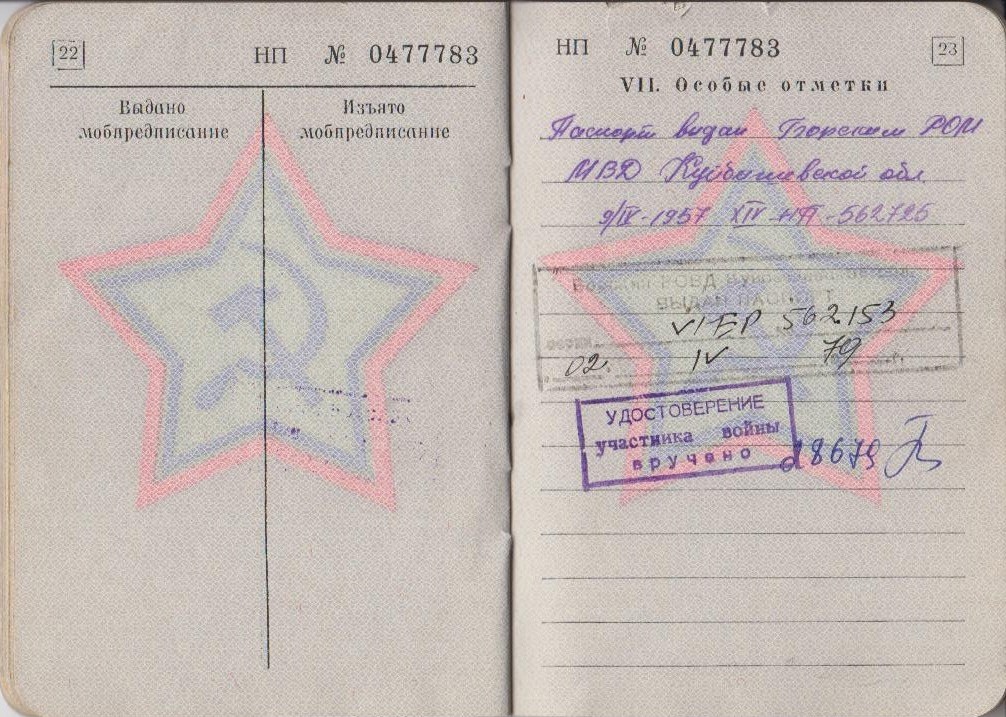 22
НП № 0477783
Выдано
мобпредписание
Изъято
мобпредписание
НП № 0477783
23
VII. Особые отметки
Паспорт выдан РОМ
МВД Куйбышевской обл.
9/IV-1957 XIV-НП-562725
РОВД
ВЫДАН ПАСПОРТ
VI-ЕР 562153
02. IV 79 г.
УДОСТОВЕРЕНИЕ
участника войны
вручено